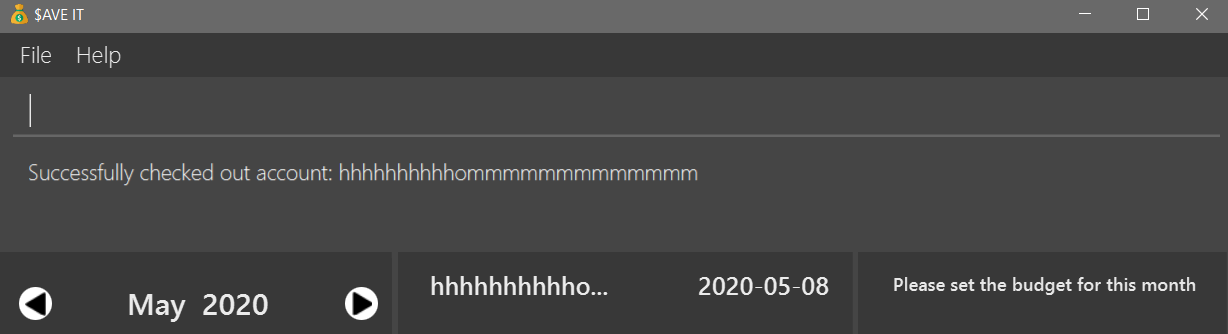 $AVE IT
File Help
Successfully checked out account: hhhhhhhhhhommmmmmmmmmmmm
May 2020
hhhhhhhhhho...
2020-05-08
Please set the budget for this month